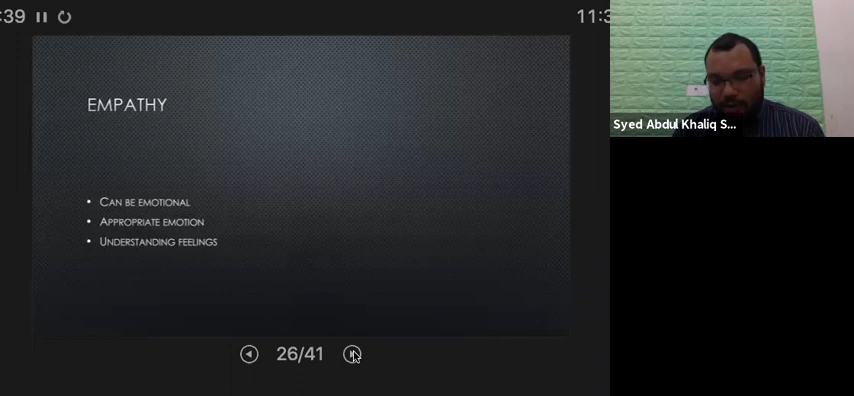 :39
11:3
EMPATHY
• CAN BE EMOTIONAL
• APPROPRIATE EMOTION
• UNDERSTANDING FEELINGS
26/41
Syed Abdul Khaliq S...